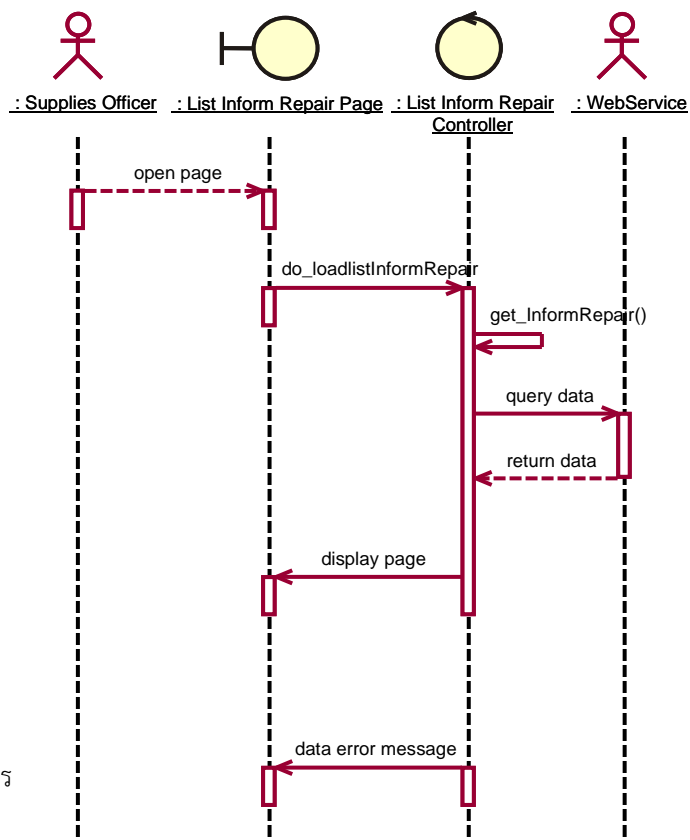 : Supplies Officer
: List Inform Repair Page
: List Inform Repair
Controller
: WebService
open page
do_loadlistInformRepair
get_InformRepair()
query data
return data
display page
data error message